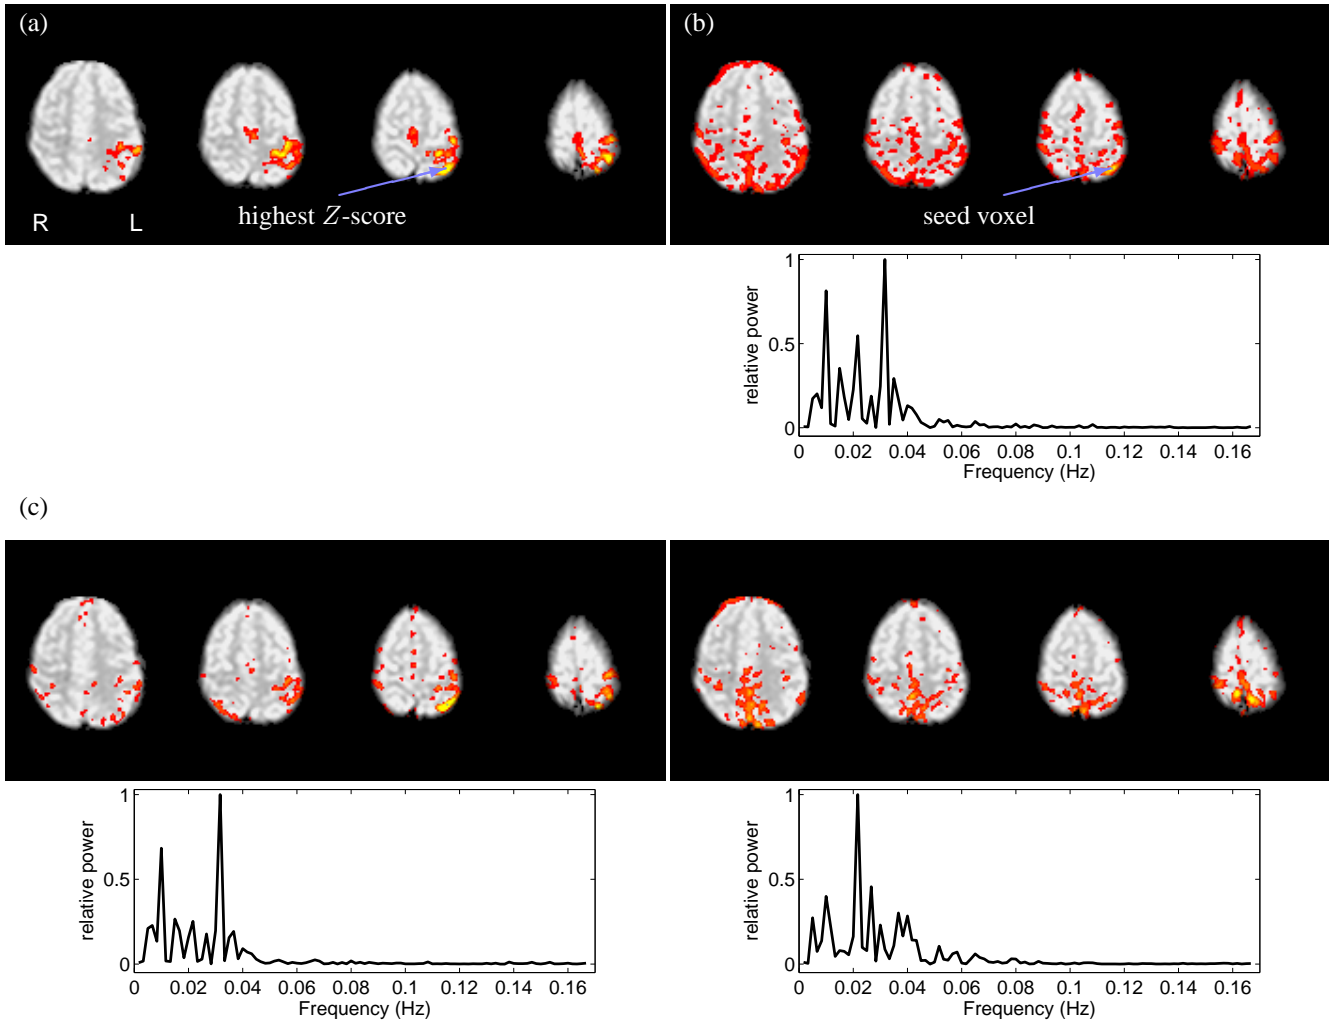 (a)
(b)
highest Z-score
seed voxel
R L
1
0.5
0
relative power
0 0.02 0.04 0.06 0.08 0.1 0.12 0.14 0.16
Frequency (Hz)
(c)
1
0.5
0
relative power
0 0.02 0.04 0.06 0.08 0.1 0.12 0.14 0.16
Frequency (Hz)
1
0.5
0
relative power
0 0.02 0.04 0.06 0.08 0.1 0.12 0.14 0.16
Frequency (Hz)